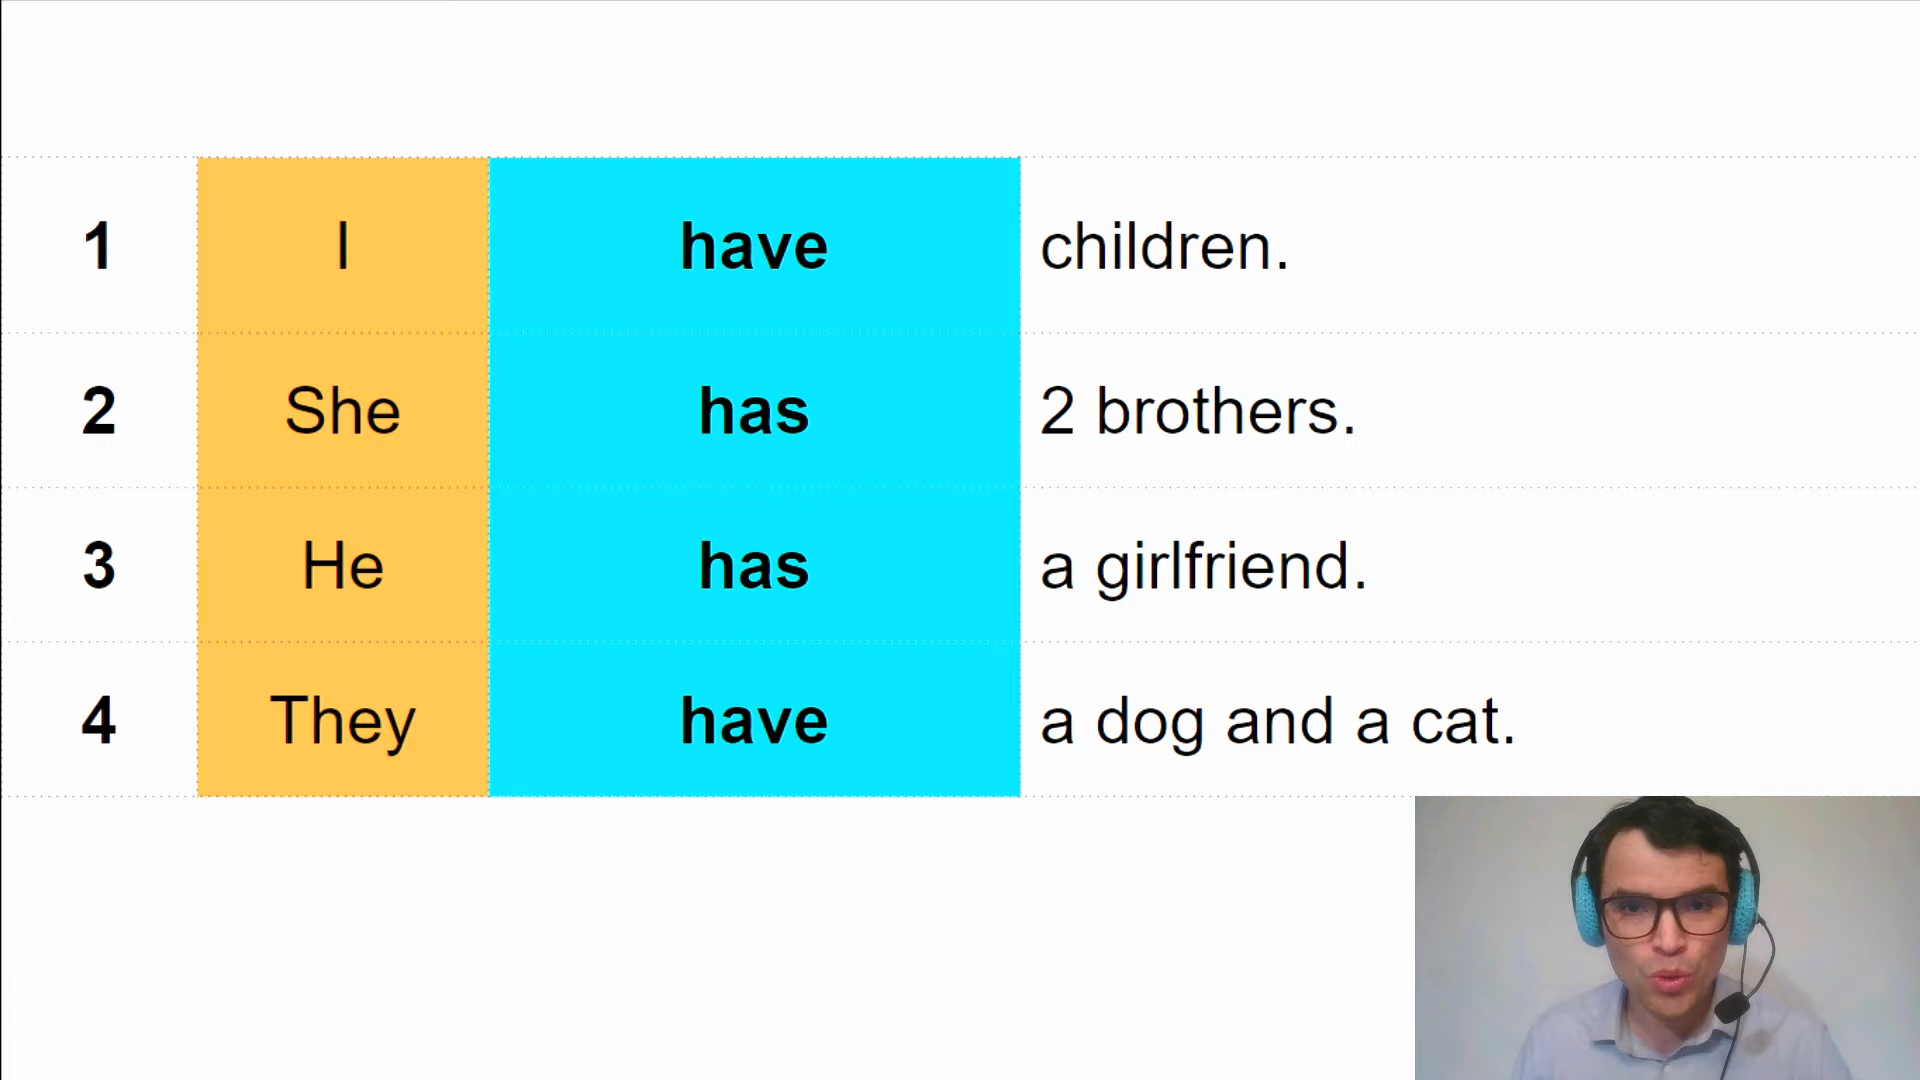 1 I have children.
2 She has 2 brothers.
3 He has a girlfriend.
4 They have a dog and a cat.